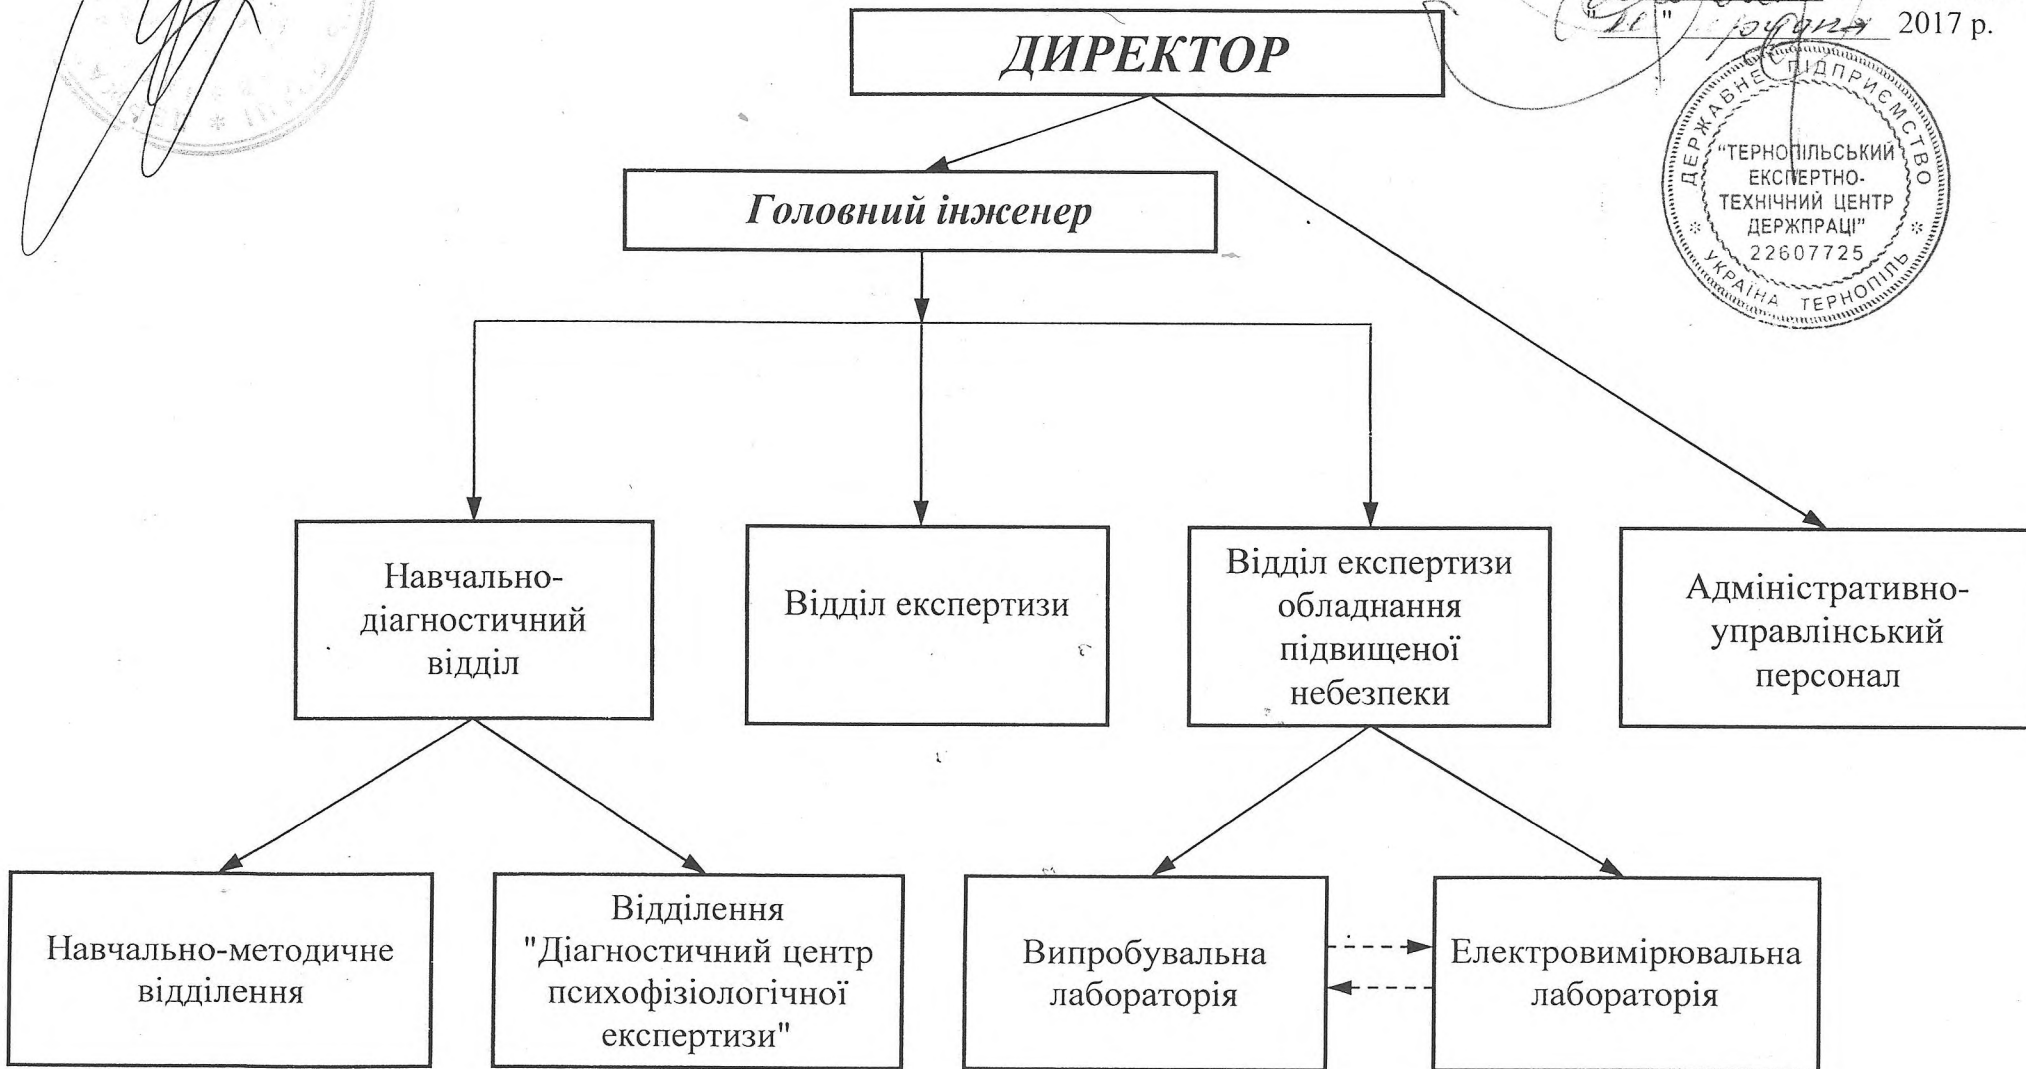 ДИРЕКТОР
2017 р.
ДЕРЖАВНЕ ПІДПРИЄМСТВО
"ТЕРНОПІЛЬСЬКИЙ
ЕКСПЕРТНО-
ТЕХНІЧНИЙ ЦЕНТР
ДЕРЖПРАЦІ"
22607725
УКРАЇНА ТЕРНОПІЛЬ
Головний інженер
Навчально-
діагностичний
відділ
Відділ експертизи
Відділ експертизи
обладнання
підвищеної
небезпеки
Адміністративно-
управлінський
персонал
Навчально-методичне
відділення
Відділення
"Діагностичний центр
психофізіологічної
експертизи"
Випробувальна
лабораторія
Електровимірювальна
лабораторія